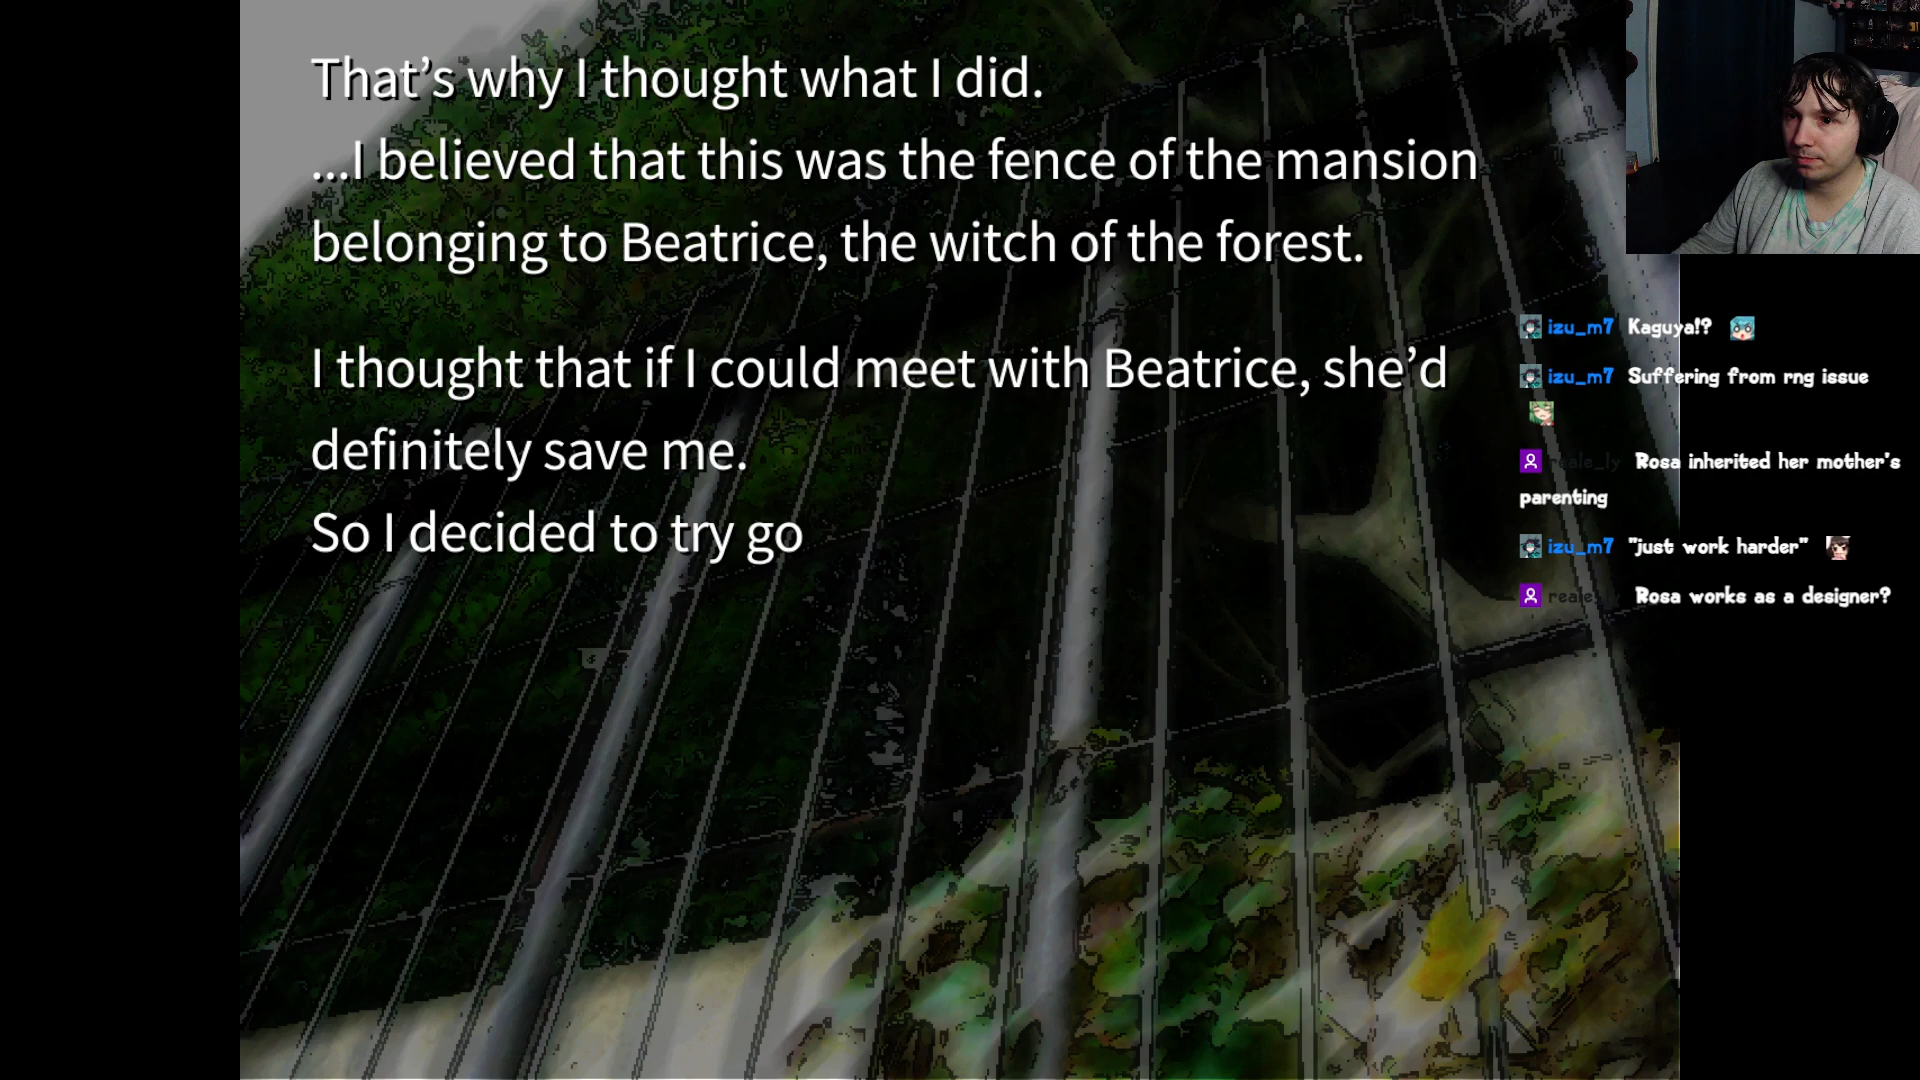 That’s why I thought what I did.
...I believed that this was the fence of the mansion
belonging to Beatrice, the witch of the forest.
I thought that if I could meet with Beatrice, she’d
definitely save me.
So I decided to try go
izu_m7 Kaguya!?
izu_m7 Suffering from rng issue
reale_ly Rosa inherited her mother's
parenting
izu_m7 "just work harder"
reale_ly Rosa works as a designer?